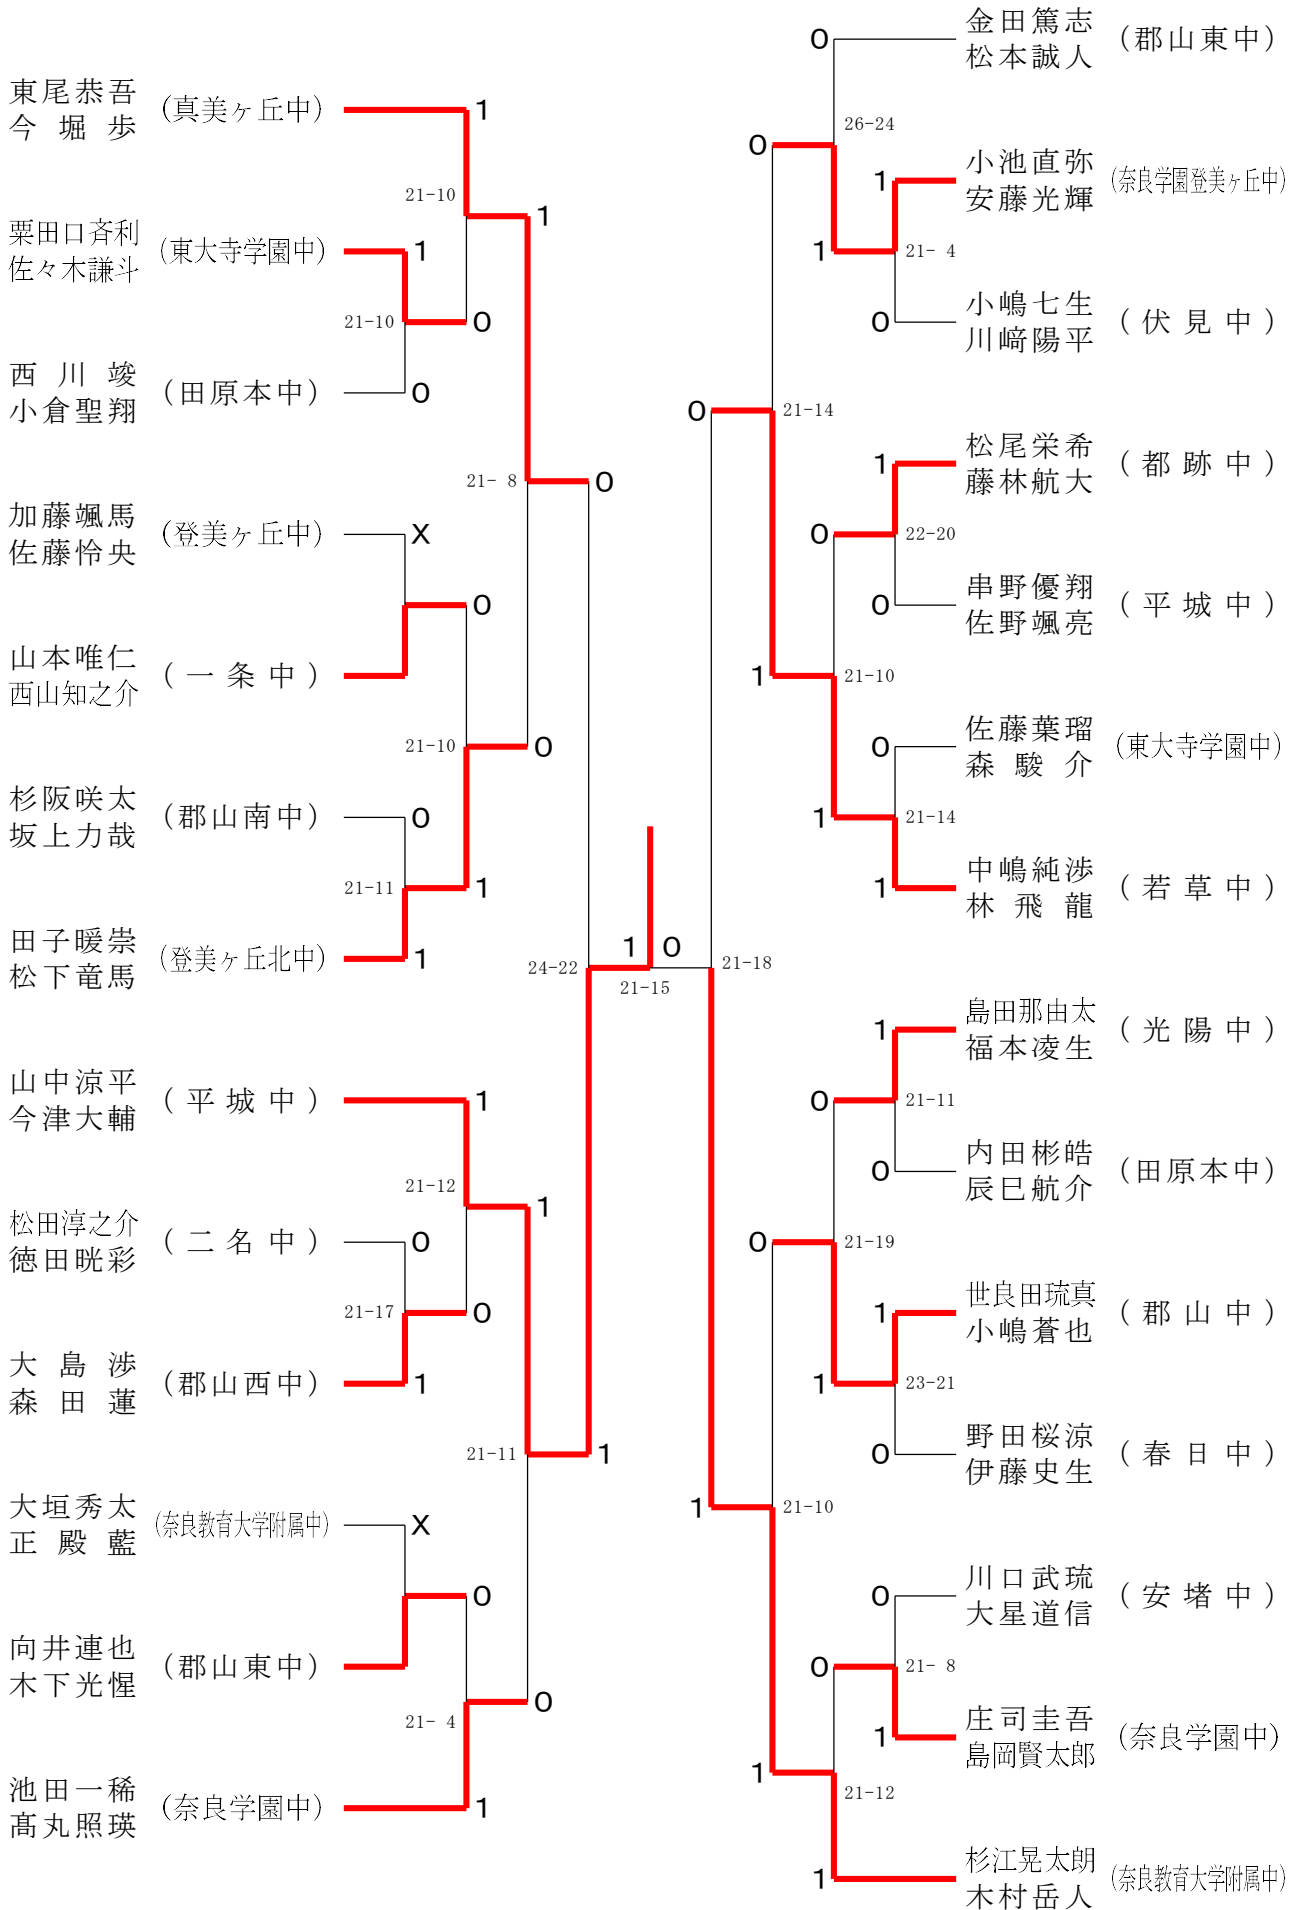 東尾恭吾
今堀歩
(真美ヶ丘中)
1
21-10
1
粟田口斉利
佐々木謙斗
(東大寺学園中)
1
21-10
0
西川竣
小倉聖翔
(田原本中)
0
21- 8
0
加藤颯馬
佐藤怜央
(登美ヶ丘中)
X
0
山本唯仁
西山知之介
(一条中)
21-10
0
杉阪咲太
坂上力哉
(郡山南中)
0
21-11
1
田子暖崇
松下竜馬
(登美ヶ丘北中)
1
24-22
1
0
21-15
山中涼平
今津大輔
(平城中)
1
21-12
1
松田淳之介
徳田晄彩
(二名中)
0
21-17
0
大島渉
森田蓮
(郡山西中)
1
21-11
1
大垣秀太
正殿藍
(奈良教育大学附属中)
X
0
向井連也
木下光惺
(郡山東中)
0
21- 4
池田一稀
髙丸照瑛
(奈良学園中)
1
0
金田篤志
松本誠人
(郡山東中)
26-24
0
1
小池直弥
安藤光輝
(奈良学園登美ヶ丘中)
1
21- 4
0
小嶋七生
川﨑陽平
(伏見中)
0
21-14
1
松尾栄希
藤林航大
(都跡中)
0
22-20
0
串野優翔
佐野颯亮
(平城中)
1
21-10
0
佐藤葉瑠
森駿介
(東大寺学園中)
1
21-14
1
中嶋純渉
林飛龍
(若草中)
21-18
1
島田那由太
福本凌生
(光陽中)
0
21-11
0
内田彬皓
辰巳航介
(田原本中)
0
21-19
1
世良田琉真
小嶋蒼也
(郡山中)
1
23-21
0
野田桜涼
伊藤史生
(春日中)
1
21-10
0
川口武琉
大星道信
(安堵中)
0
21- 8
1
庄司圭吾
島岡賢太郎
(奈良学園中)
1
21-12
1
杉江晃太朗
木村岳人
(奈良教育大学附属中)